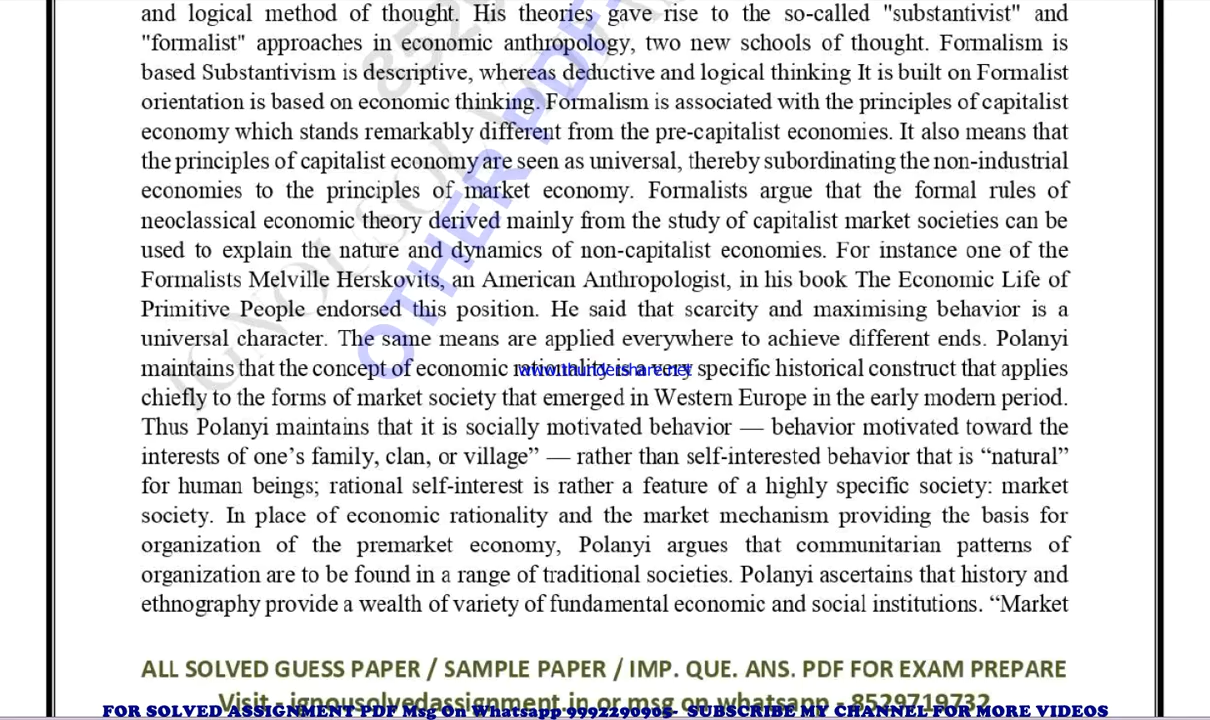 and logical method of thought. His theories gave rise to the so-called "substantivist" and
"formalist" approaches in economic anthropology, two new schools of thought. Formalism is
based Substantivism is descriptive, whereas deductive and logical thinking It is built on Formalist
orientation is based on economic thinking. Formalism is associated with the principles of capitalist
economy which stands remarkably different from the pre-capitalist economies. It also means that
the principles of capitalist economy are seen as universal, thereby subordinating the non-industrial
economies to the principles of market economy. Formalists argue that the formal rules of
neoclassical economic theory derived mainly from the study of capitalist market societies can be
used to explain the nature and dynamics of non-capitalist economies. For instance one of the
Formalists Melville Herskovits, an American Anthropologist, in his book The Economic Life of
Primitive People endorsed this position. He said that scarcity and maximising behavior is a
universal character. The same means are applied everywhere to achieve different ends. Polanyi
maintains that the concept of economic rationality is a very specific historical construct that applies
www.thundershare.net
chiefly to the forms of market society that emerged in Western Europe in the early modern period.
Thus Polanyi maintains that it is socially motivated behavior — behavior motivated toward the
interests of one’s family, clan, or village” — rather than self-interested behavior that is “natural”
for human beings; rational self-interest is rather a feature of a highly specific society: market
society. In place of economic rationality and the market mechanism providing the basis for
organization of the premarket economy, Polanyi argues that communitarian patterns of
organization are to be found in a range of traditional societies. Polanyi ascertains that history and
ethnography provide a wealth of variety of fundamental economic and social institutions. “Market
OTHER PDF
ALL SOLVED GUESS PAPER / SAMPLE PAPER / IMP. QUE. ANS. PDF FOR EXAM PREPARE
Visit - ignousolvedassignment.in or msg on whatsapp - 8529719732
FOR SOLVED ASSIGNMENT PDF Msg On Whatsapp 9992290905- SUBSCRIBE MY CHANNEL FOR MORE VIDEOS